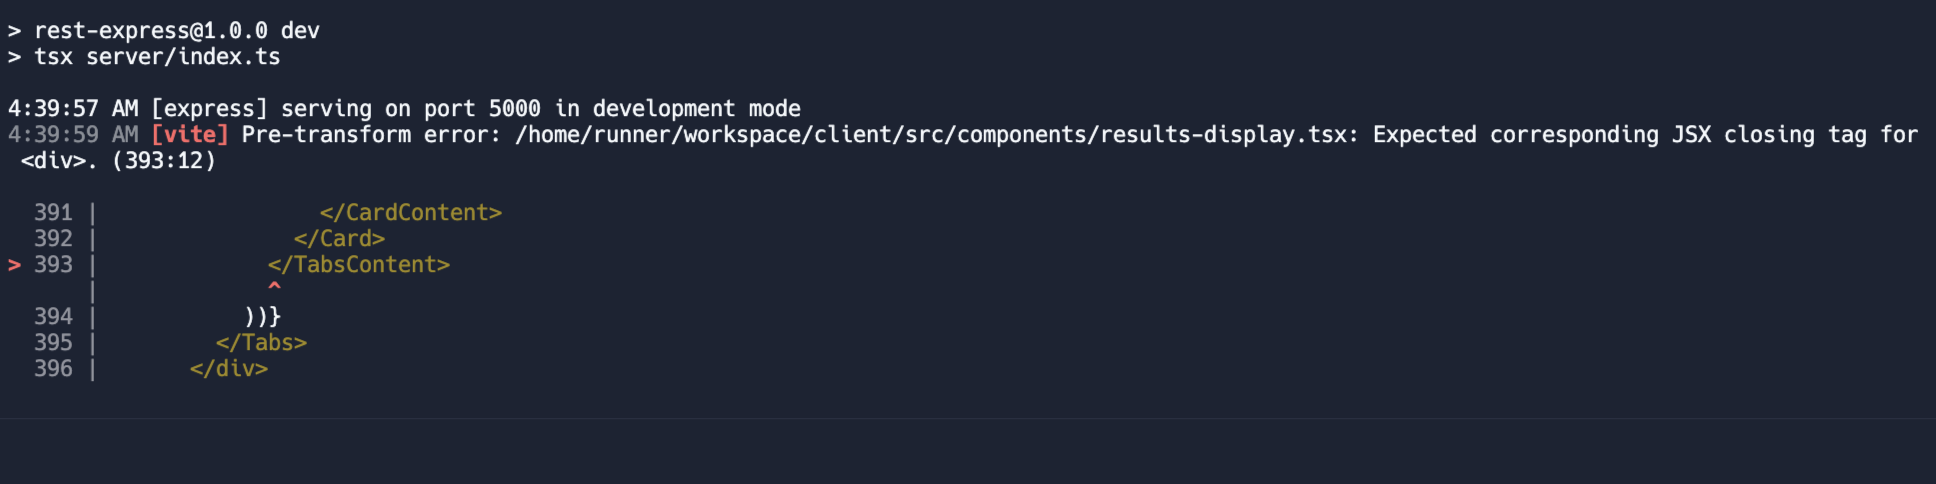 > rest-express@1.0.0 dev
> tsx server/index.ts
4:39:57 AM [express] serving on port 5000 in development mode
4:39:59 AM [vite] Pre-transform error: /home/runner/workspace/client/src/components/results-display.tsx: Expected corresponding JSX closing tag for
<div>. (393:12)
391 | </CardContent>
392 | </Card>
> 393 | </TabsContent>
| ^
394 | ))}
395 | </Tabs>
396 | </div>